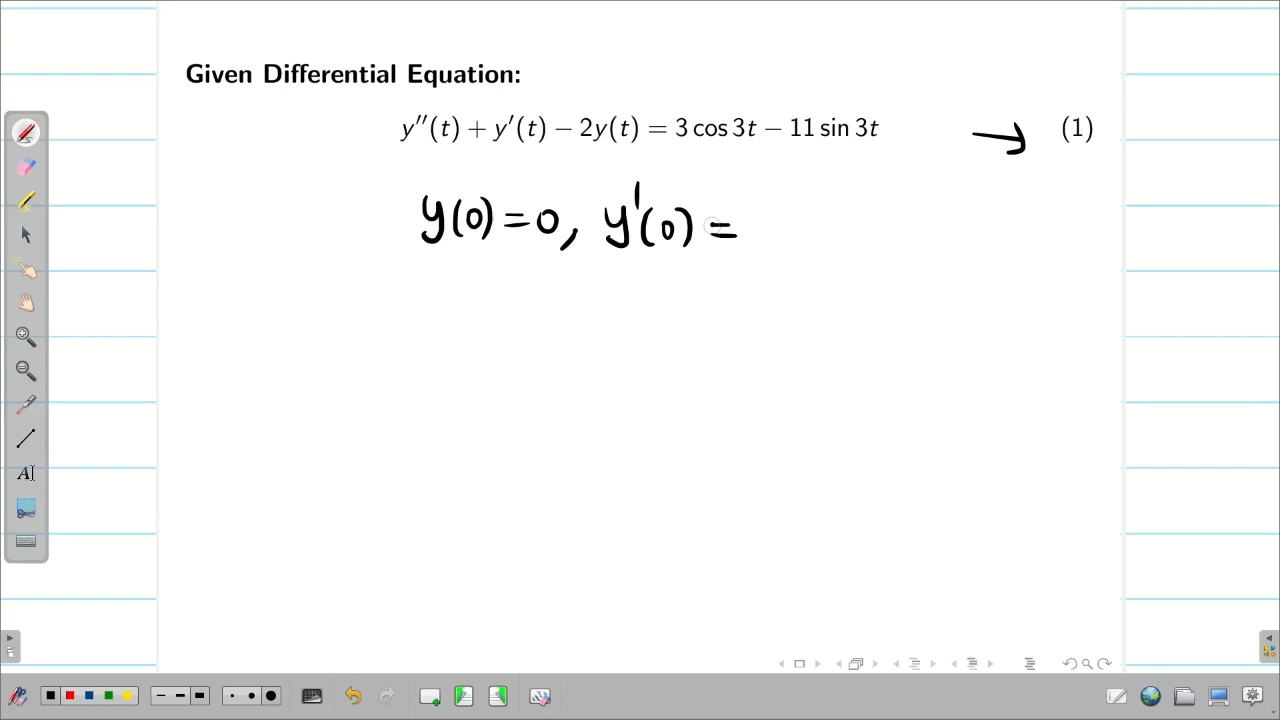 Given Differential Equation:
y′′(t) + y′(t) − 2y(t) = 3 cos 3t − 11 sin 3t → (1)
y(0) = 0, y'(0) =